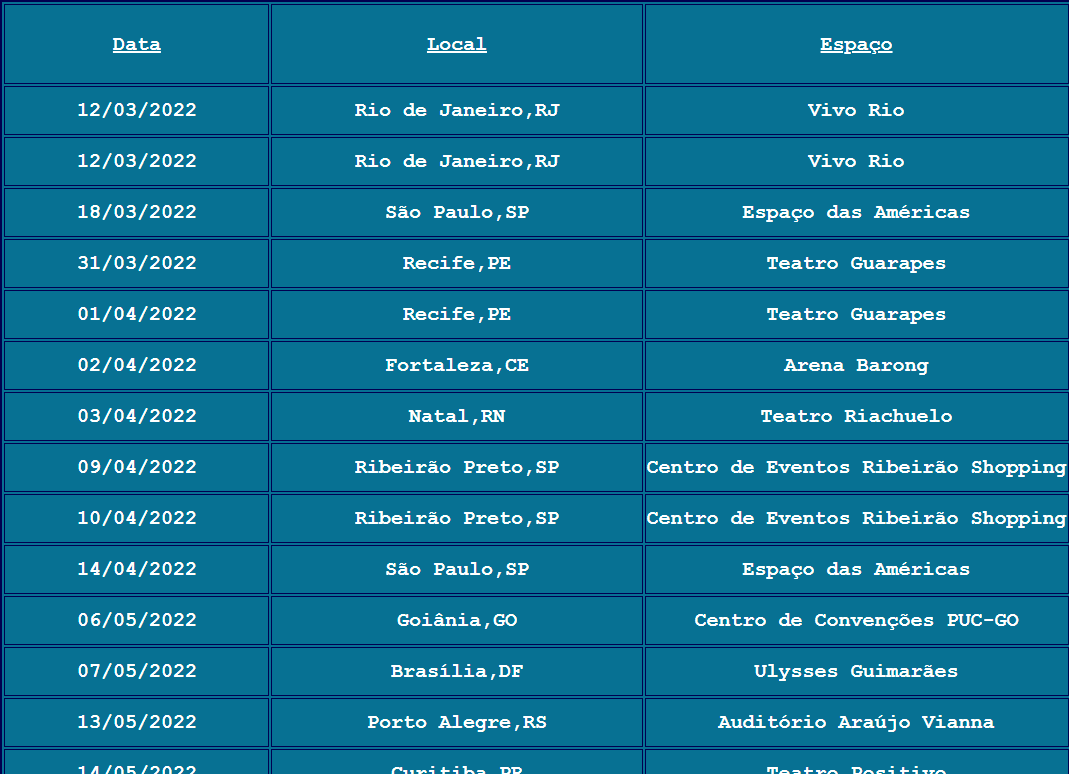 Data Local Espaço
12/03/2022 Rio de Janeiro,RJ Vivo Rio
12/03/2022 Rio de Janeiro,RJ Vivo Rio
18/03/2022 São Paulo,SP Espaço das Américas
31/03/2022 Recife,PE Teatro Guarapes
01/04/2022 Recife,PE Teatro Guarapes
02/04/2022 Fortaleza,CE Arena Barong
03/04/2022 Natal,RN Teatro Riachuelo
09/04/2022 Ribeirão Preto,SP Centro de Eventos Ribeirão Shopping
10/04/2022 Ribeirão Preto,SP Centro de Eventos Ribeirão Shopping
14/04/2022 São Paulo,SP Espaço das Américas
06/05/2022 Goiânia,GO Centro de Convenções PUC-GO
07/05/2022 Brasília,DF Ulysses Guimarães
13/05/2022 Porto Alegre,RS Auditório Araújo Vianna
14/05/2022 Curitiba,PR Teatro Positivo